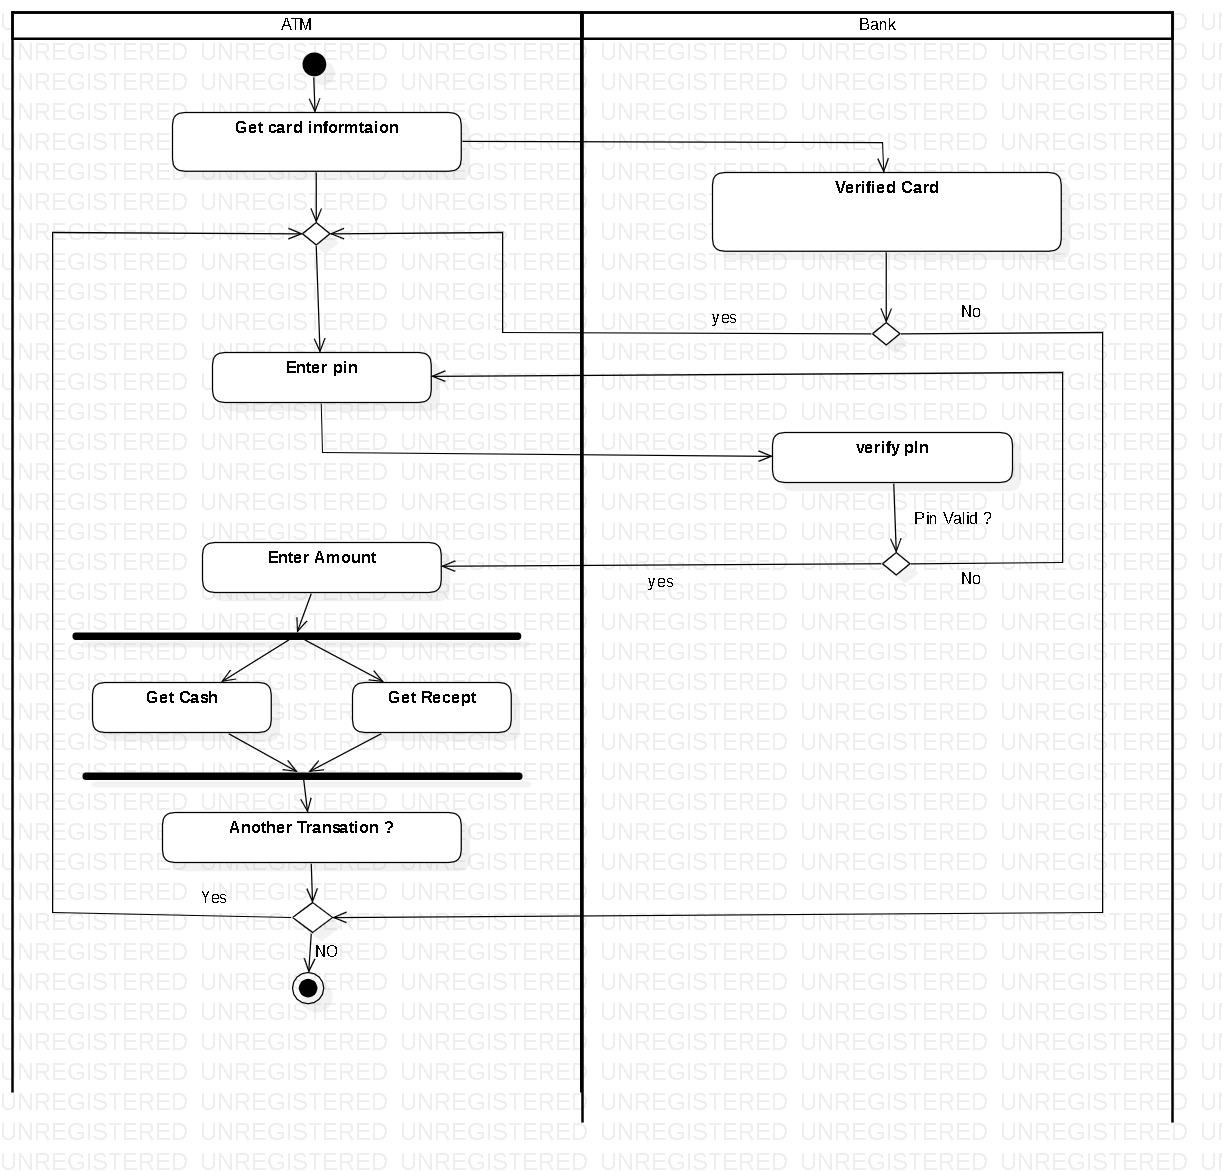 ATM
Bank
Get card informtaion
Verified Card
yes
No
Enter pin
verify pIn
Pin Valid ?
Enter Amount
yes
No
Get Cash
Get Recept
Another Transation ?
Yes
NO
UNREGISTERED